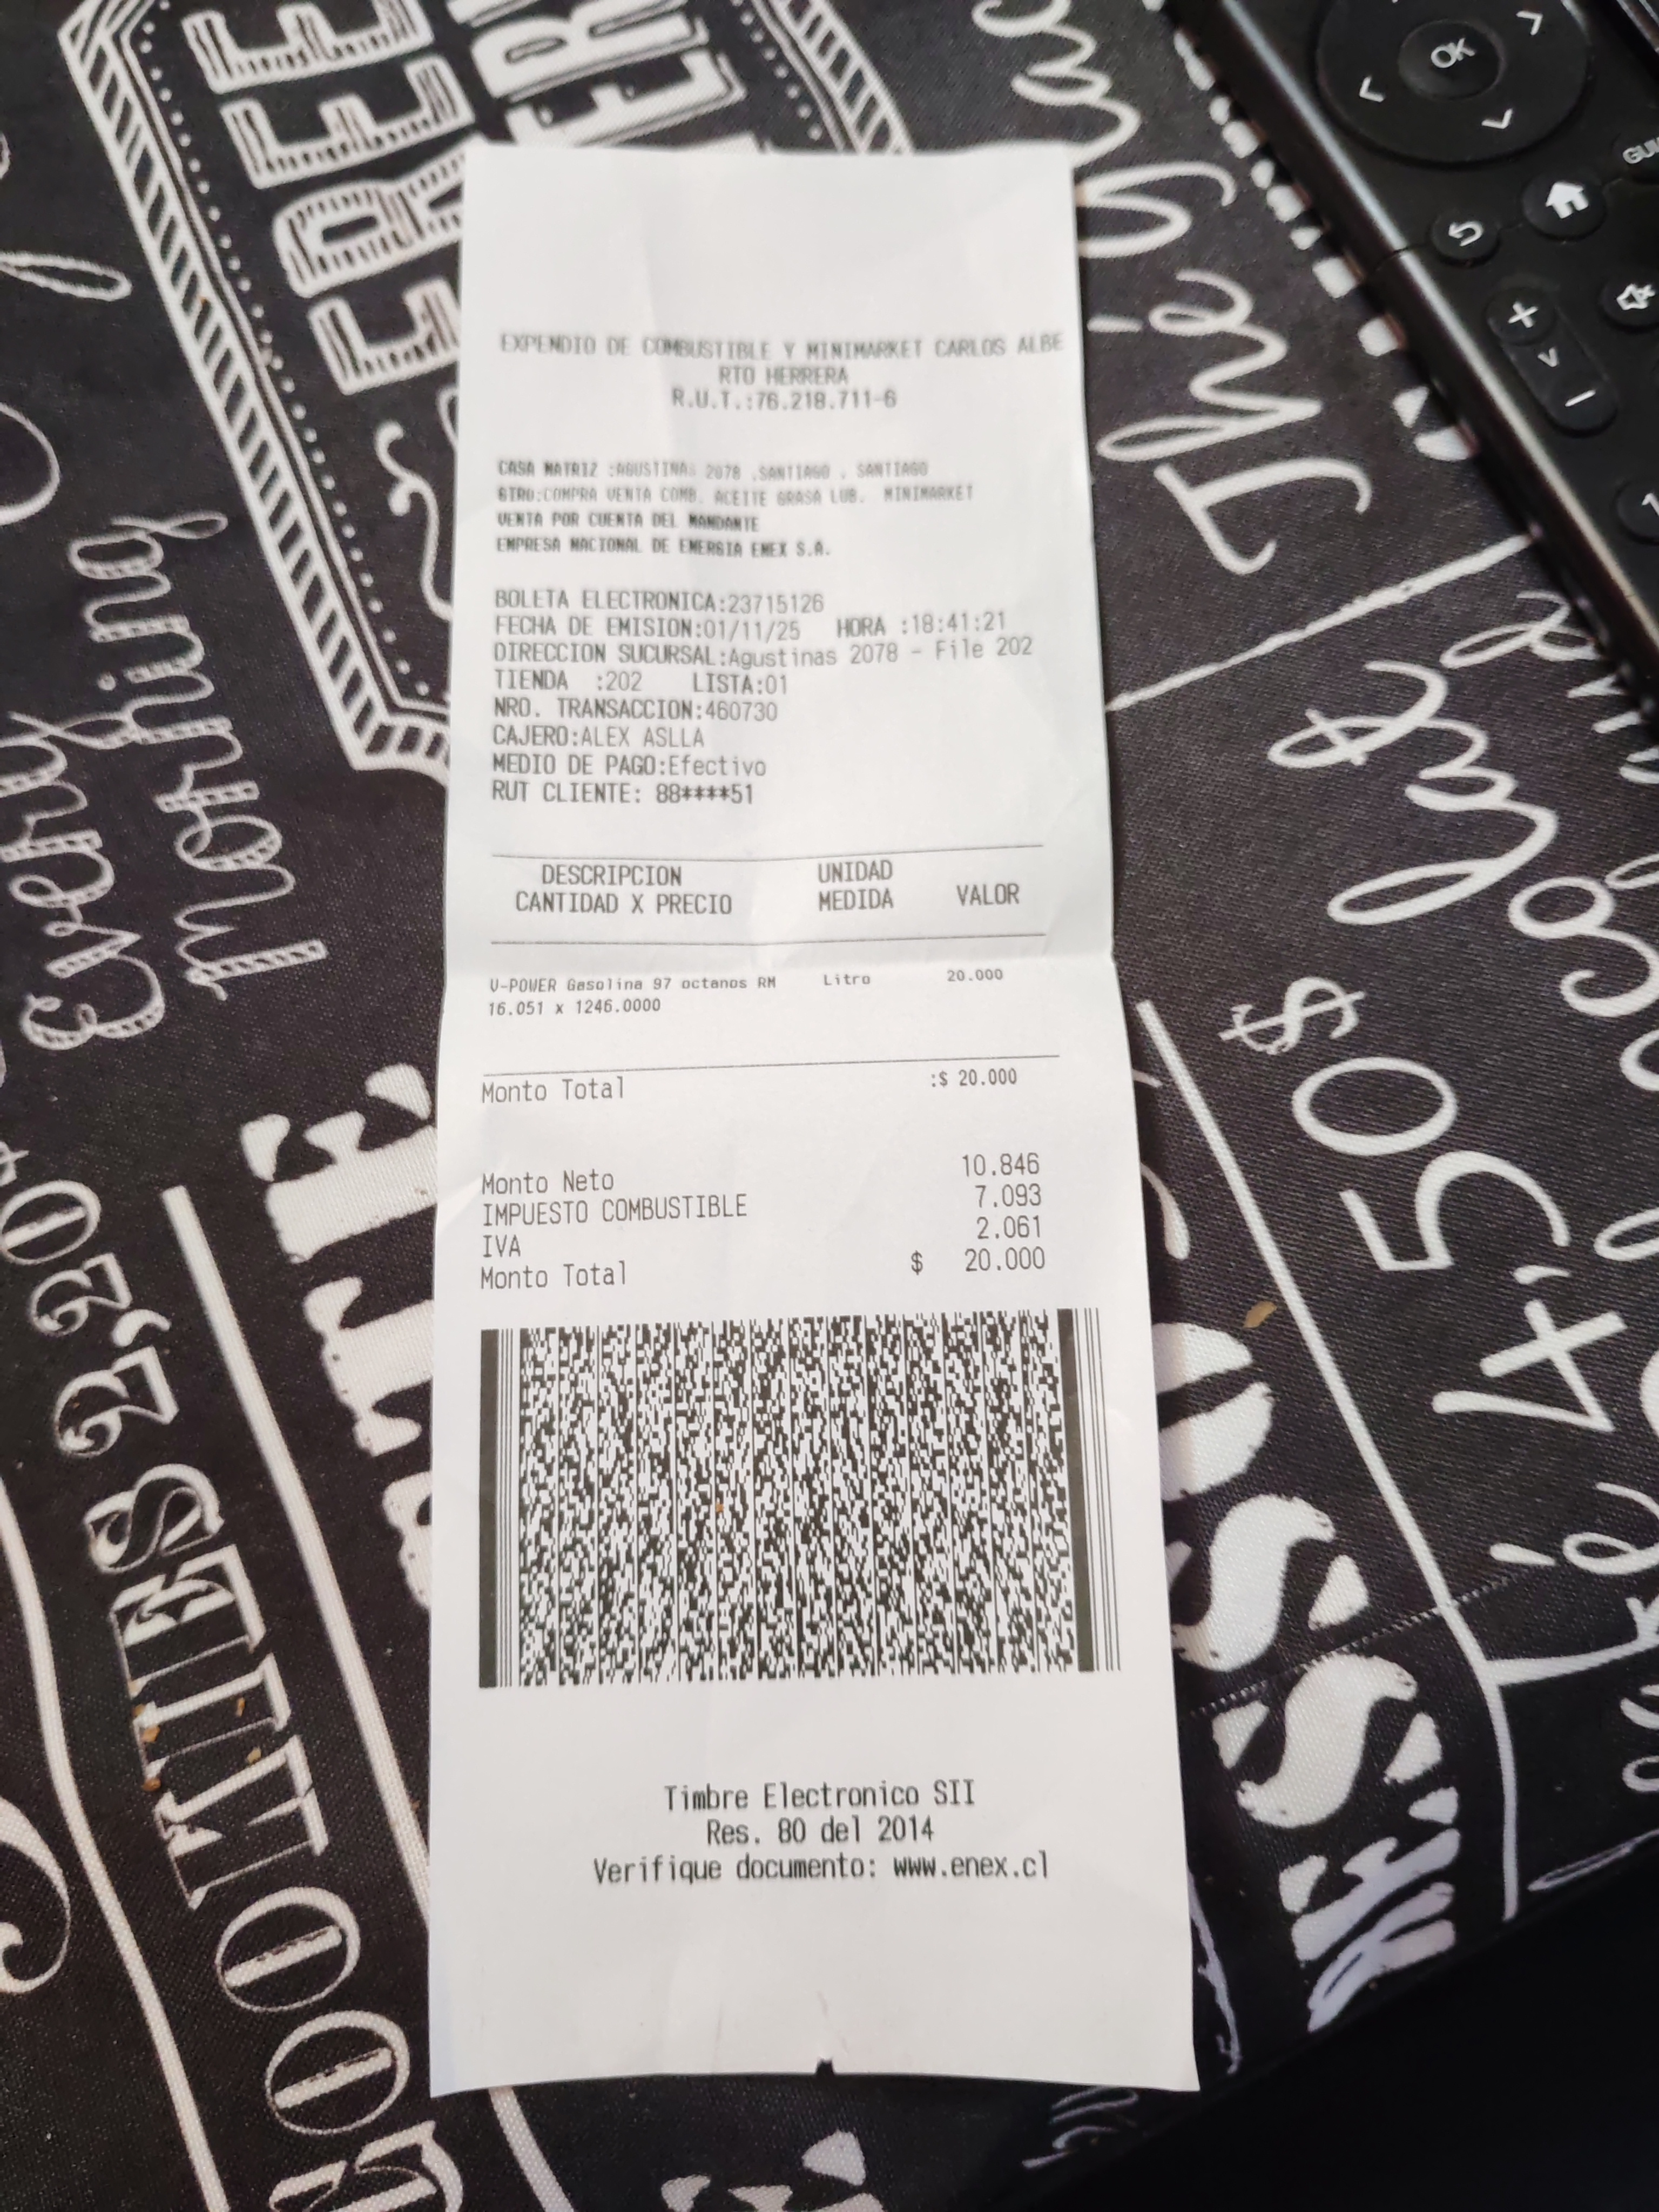 EXPENDIO DE COMBUSTIBLE Y MINIMARKET CARLOS ALBE
RTO HERRERA
R.U.T.:76.218.711-6
CASA MATRIZ :AGUSTINAS 2078 ,SANTIAGO , SANTIAGO
GIRO:COMPRA VENTA COMB. ACEITE GRASA LUB. MINIMARKET
VENTA POR CUENTA DEL MANDANTE
EMPRESA NACIONAL DE ENERGIA ENEX S.A.
BOLETA ELECTRONICA:23715126
FECHA DE EMISION:01/11/25 HORA :18:41:21
DIRECCION SUCURSAL:Agustinas 2078 - File 202
TIENDA :202 LISTA:01
NRO. TRANSACCION:460730
CAJERO:ALEX ASLLA
MEDIO DE PAGO:Efectivo
RUT CLIENTE: 88****51
DESCRIPCION UNIDAD
CANTIDAD X PRECIO MEDIDA VALOR
V-POWER Gasolina 97 octanos RM Litro 20.000
16.051 x 1246.0000
Monto Total :$ 20.000
Monto Neto 10.846
IMPUESTO COMBUSTIBLE 7.093
IVA 2.061
Monto Total $ 20.000
Timbre Electronico SII
Res. 80 del 2014
Verifique documento: www.enex.cl
Every
morning
OK
50$